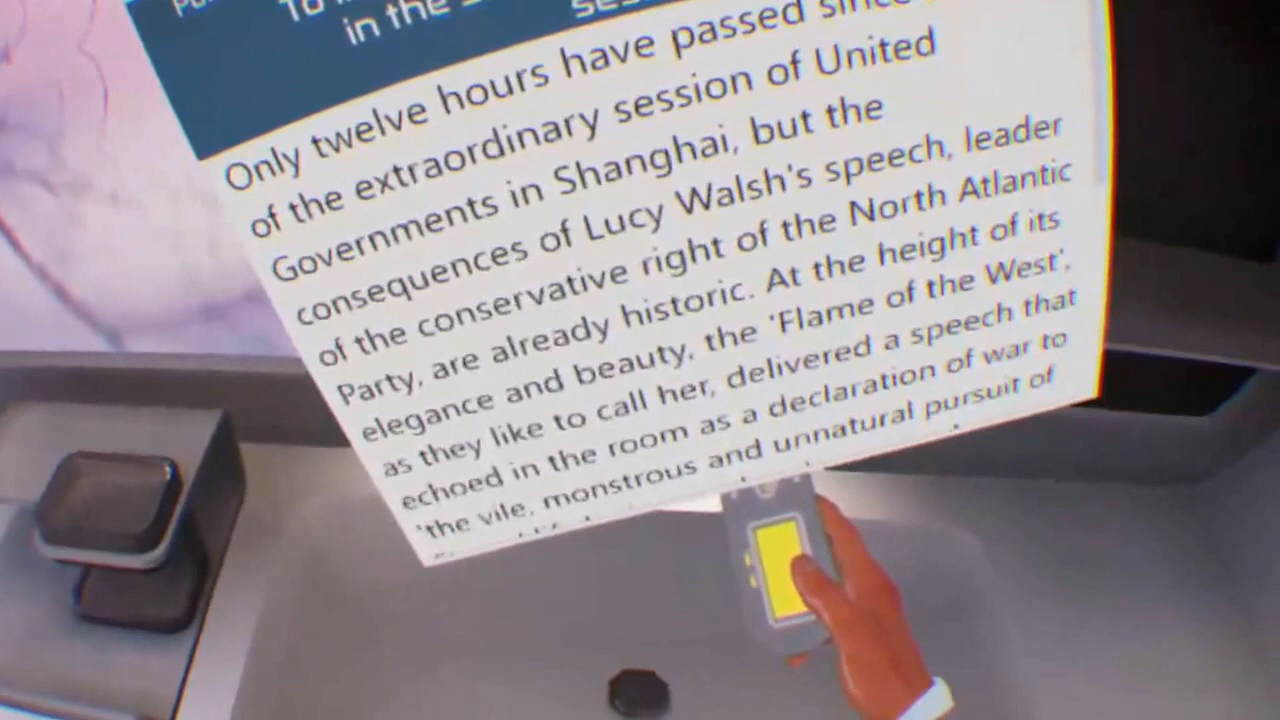 in the
Only twelve hours have passed since
of the extraordinary session of United
Governments in Shanghai, but the
consequences of Lucy Walsh's speech, leader
of the conservative right of the North Atlantic
Party, are already historic. At the height of its
elegance and beauty, the 'Flame of the West',
as they like to call her, delivered a speech that
echoed in the room as a declaration of war to
'the vile, monstrous and unnatural pursuit of